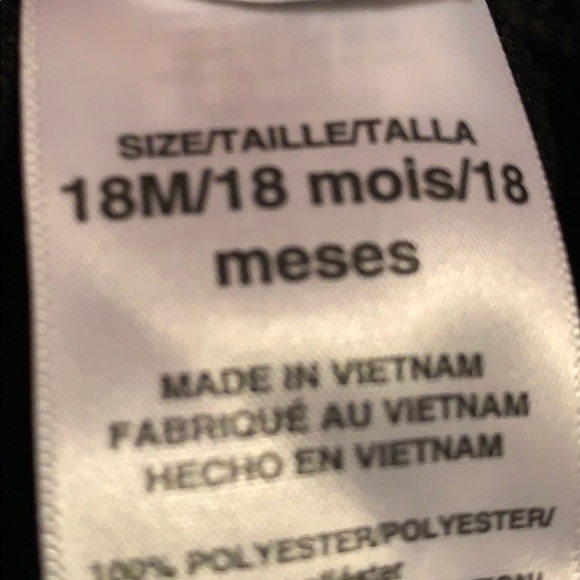 SIZE/TAILLE/TALLA
18M/18 mois/18
meses
MADE IN VIETNAM
FABRIQUÉ AU VIETNAM
HECHO EN VIETNAM
100% POLYESTER/POLYESTER/